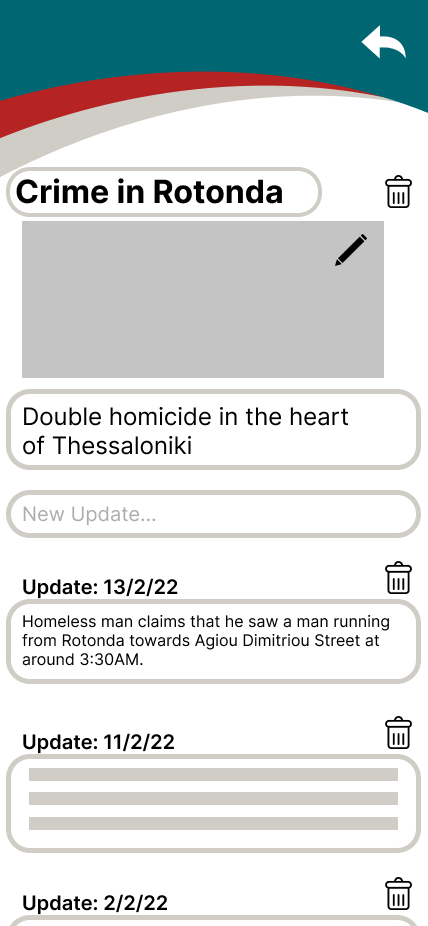 Crime in Rotonda
Double homicide in the heart
of Thessaloniki
New Update...
Update: 13/2/22
Homeless man claims that he saw a man running
from Rotonda towards Agiou Dimitriou Street at
around 3:30AM.
Update: 11/2/22
Update: 2/2/22